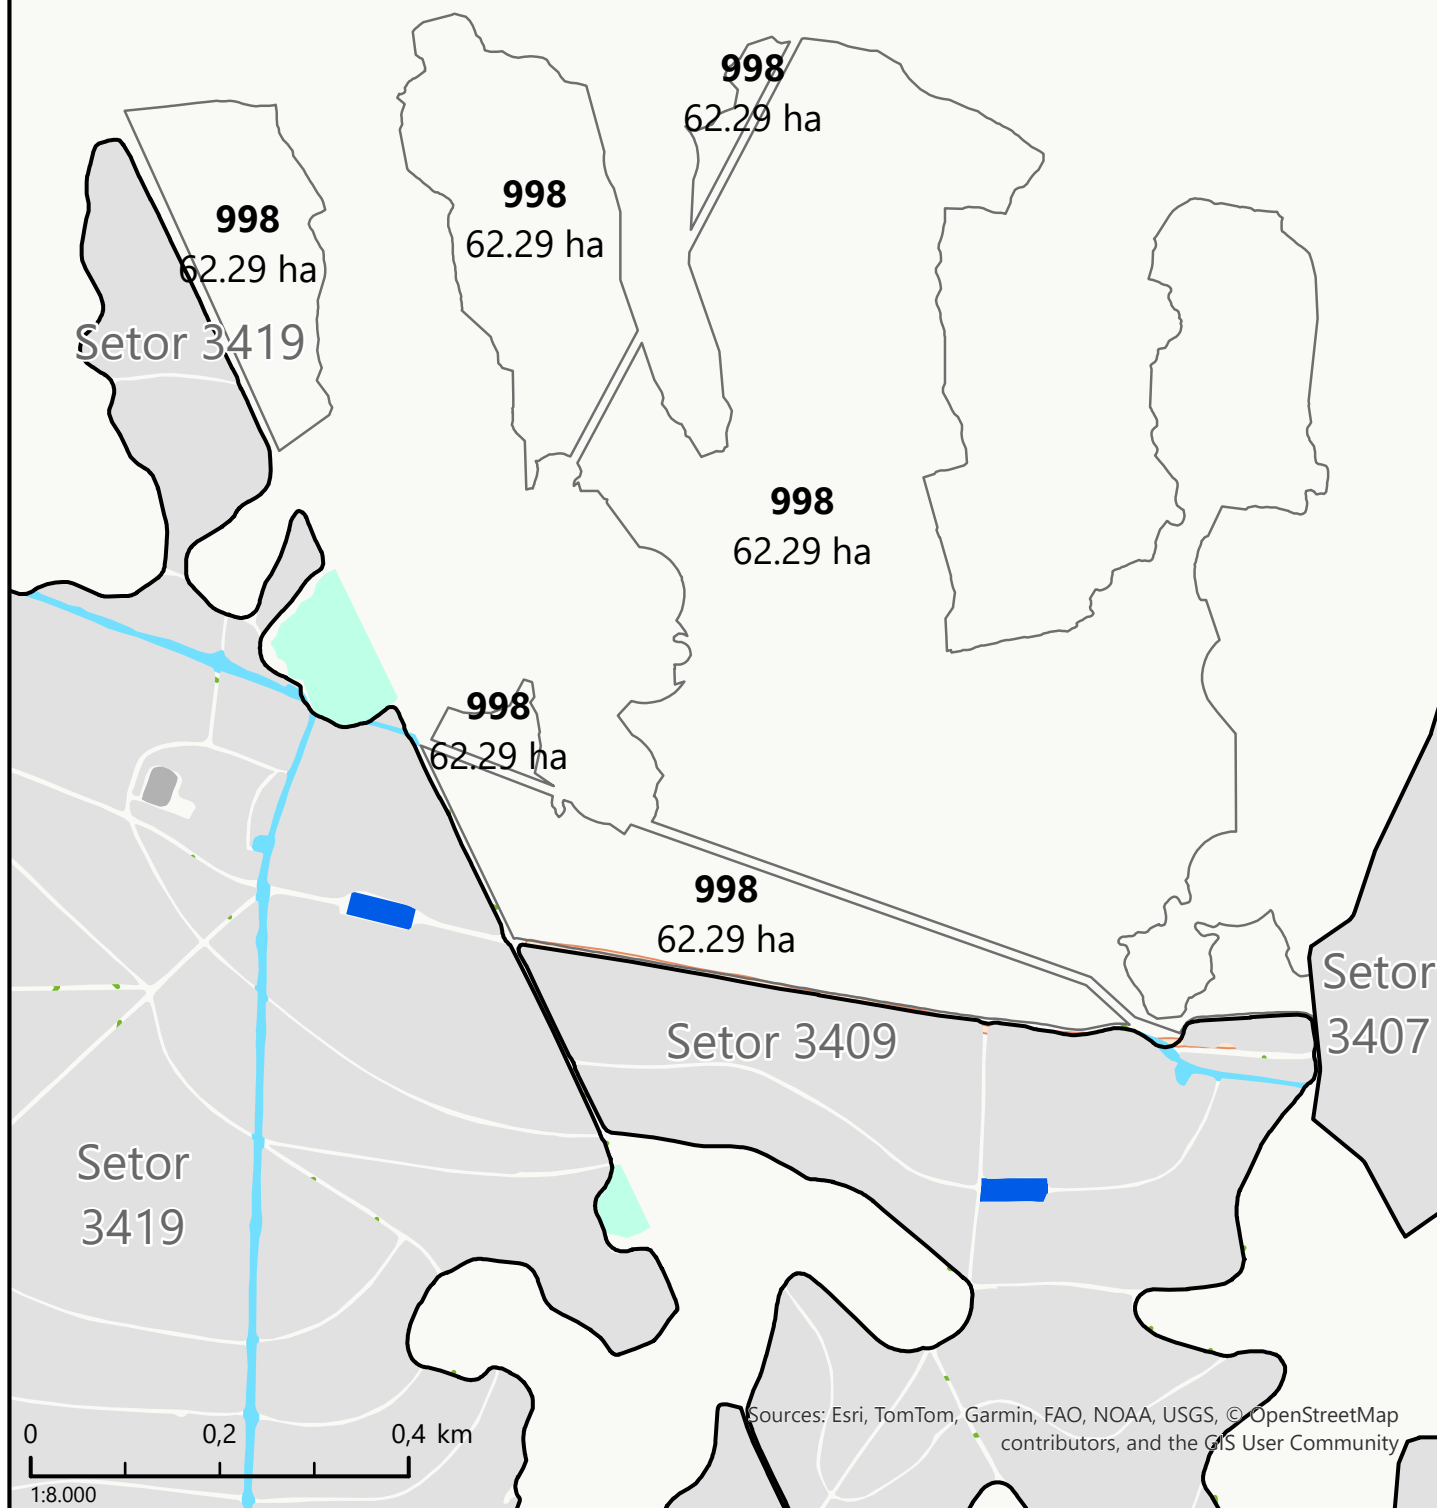 998
62.29 ha
998
62.29 ha
998
62.29 ha
Setor 3419
998
62.29 ha
998
62.29 ha
998
62.29 ha
Setor
3407
Setor 3409
Setor
3419
0 0,2 0,4 km
1:8.000
Sources: Esri, TomTom, Garmin, FAO, NOAA, USGS, © OpenStreetMap
contributors, and the GIS User Community